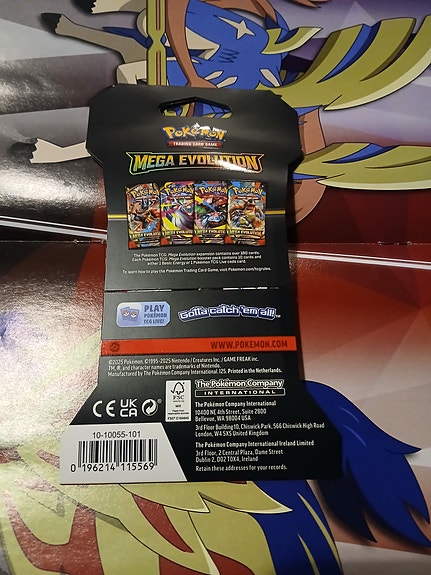 POKéMON
TRADING CARD GAME
MEGA EVOLUTION
The Pokémon TCG: Mega Evolution expansion contains over 180 cards.
Each Pokémon TCG: Mega Evolution booster pack contains 10 cards and
either 1 Basic Energy or 1 Pokémon TCG Live code card.
To learn how to play the Pokémon Trading Card Game, visit Pokemon.com/tcgrules.
PLAY
POKÉMON
TCG LIVE!
Gotta catch 'em all!™
WWW.POKEMON.COM
©2025 Pokémon. ©1995-2025 Nintendo / Creatures Inc. / GAME FREAK inc.
TM, ®, and character names are trademarks of Nintendo.
Manufactured by The Pokémon Company International, I25. Printed in the Netherlands.
The Pokémon Company
INTERNATIONAL
The Pokémon Company International
10400 NE 4th Street, Suite 2800
Bellevue, WA 98004 USA
3rd Floor Building 10, Chiswick Park, 566 Chiswick High Road
London, W4 5XS United Kingdom
The Pokémon Company International Ireland Limited
3rd Floor, 2 Central Plaza, Dame Street
Dublin 2, D02 T0X4, Ireland
Retain these addresses for your records.
FSC
MIX
CE UK CA
10-10055-101
0 196214 115569